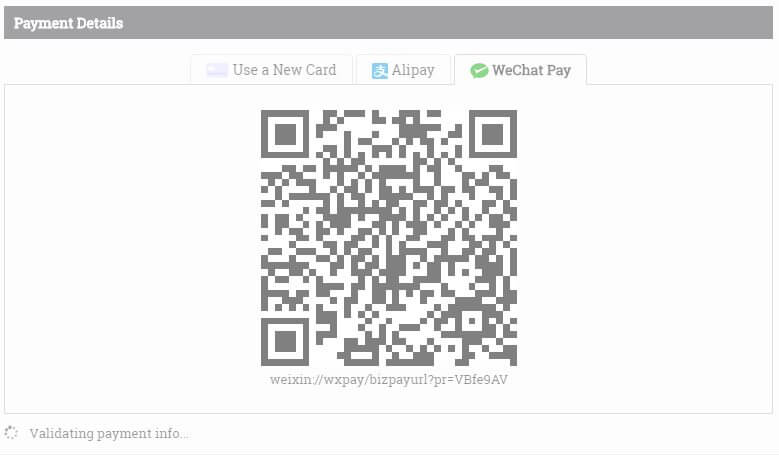 Payment Details
Use a New Card
Alipay
WeChat Pay
weixin://wxpay/bizpayurl?pr=VBfe9AV
Validating payment info...